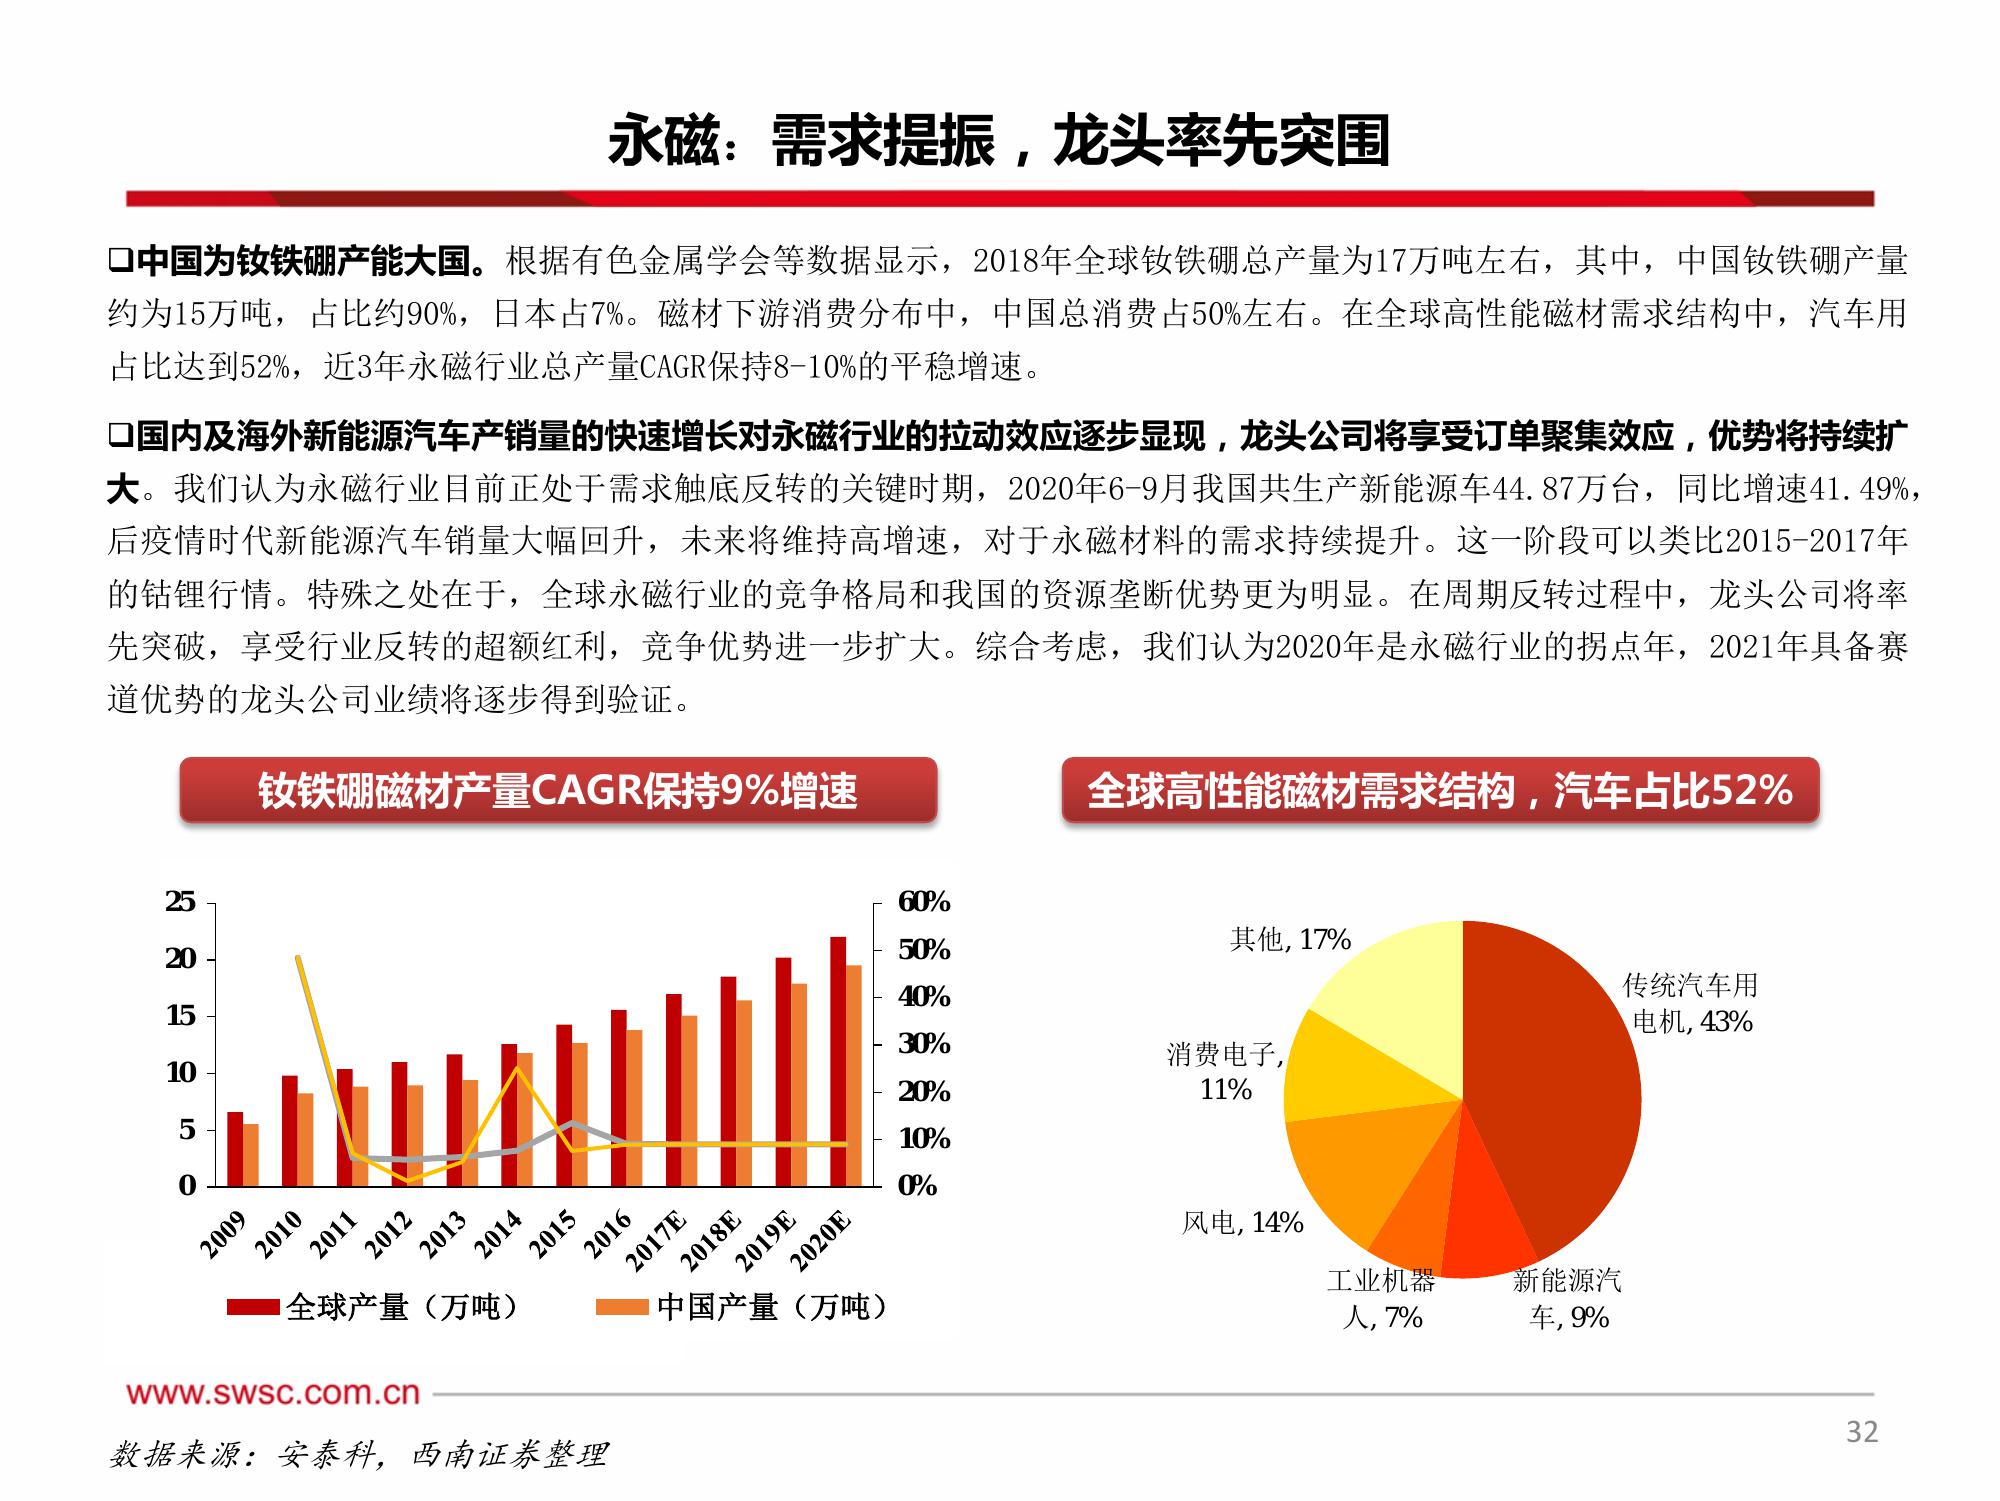 永磁：需求提振，龙头率先突围
❑中国为钕铁硼产能大国。根据有色金属学会等数据显示，2018年全球钕铁硼总产量为17万吨左右，其中，中国钕铁硼产量
约为15万吨，占比约90%，日本占7%。磁材下游消费分布中，中国总消费占50%左右。在全球高性能磁材需求结构中，汽车用
占比达到52%，近3年永磁行业总产量CAGR保持8-10%的平稳增速。
❑国内及海外新能源汽车产销量的快速增长对永磁行业的拉动效应逐步显现，龙头公司将享受订单聚集效应，优势将持续扩
大。我们认为永磁行业目前正处于需求触底反转的关键时期，2020年6-9月我国共生产新能源车44.87万台，同比增速41.49%，
后疫情时代新能源汽车销量大幅回升，未来将维持高增速，对于永磁材料的需求持续提升。这一阶段可以类比2015-2017年
的钴锂行情。特殊之处在于，全球永磁行业的竞争格局和我国的资源垄断优势更为明显。在周期反转过程中，龙头公司将率
先突破，享受行业反转的超额红利，竞争优势进一步扩大。综合考虑，我们认为2020年是永磁行业的拐点年，2021年具备赛
道优势的龙头公司业绩将逐步得到验证。
钕铁硼磁材产量CAGR保持9%增速
25
20
15
10
5
0
60%
50%
40%
30%
20%
10%
0%
2009
2010
2011
2012
2013
2014
2015
2016
2017E
2018E
2019E
2020E
全球产量（万吨）
中国产量（万吨）
全球高性能磁材需求结构，汽车占比52%
其他, 17%
传统汽车用
电机, 43%
消费电子,
11%
风电, 14%
工业机器
人, 7%
新能源汽
车, 9%
www.swsc.com.cn
数据来源：安泰科，西南证券整理
32